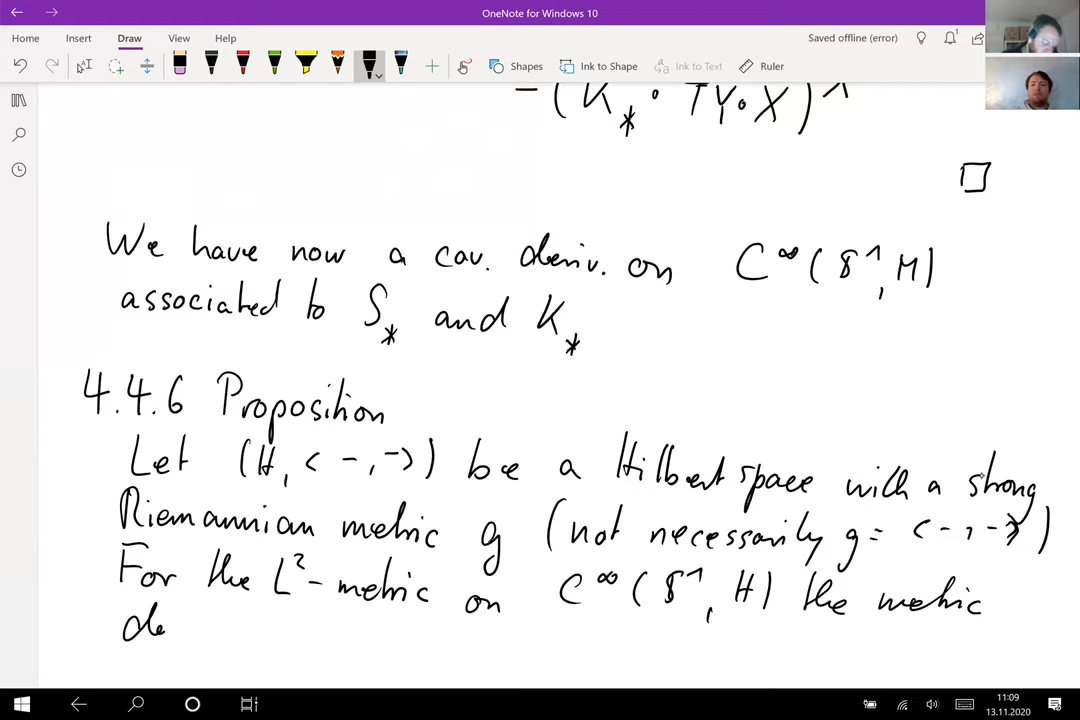 OneNote for Windows 10
Home Insert Draw View Help Saved offline (error)
Shapes Ink to Shape Ink to Text Ruler
- (K_* ∘ TY∘X)^
□
We have now a cov. deriv. on C^∞(S^1, M)
associated to S_* and K_*
4.4.6 Proposition
Let (H, < -, ->) be a Hilbert space with a strong
Riemannian metric g (not necessarily g = < -, - >)
For the L²-metric on C^∞(S^1, H) the metric
de
11:09
13.11.2020